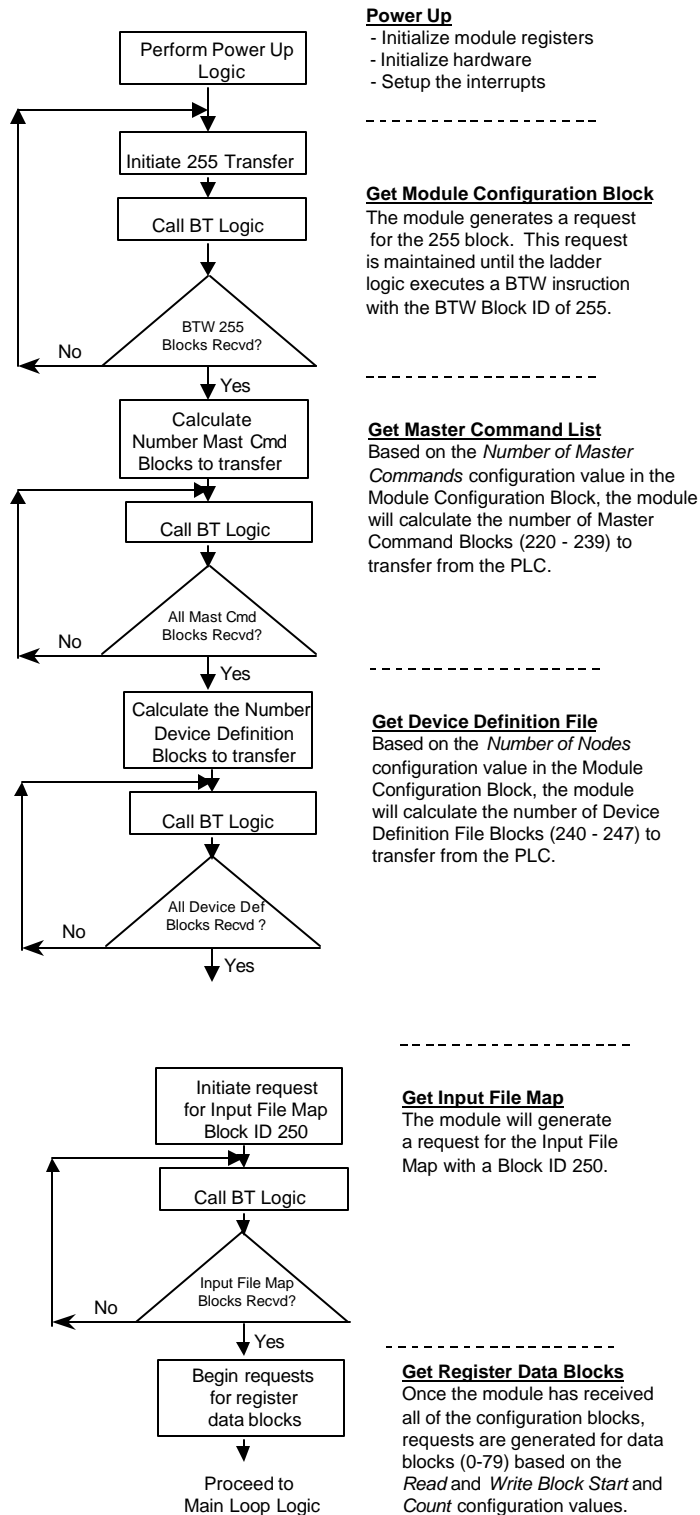 Perform Power Up
Logic
Power Up
- Initialize module registers
- Initialize hardware
- Setup the interrupts
Initiate 255 Transfer
Call BT Logic
BTW 255
Blocks Recvd?
No
Yes
Get Module Configuration Block
The module generates a request
for the 255 block. This request
is maintained until the ladder
logic executes a BTW insruction
with the BTW Block ID of 255.
Calculate
Number Mast Cmd
Blocks to transfer
Call BT Logic
All Mast Cmd
Blocks Recvd?
No
Yes
Get Master Command List
Based on the Number of Master
Commands configuration value in the
Module Configuration Block, the module
will calculate the number of Master
Command Blocks (220 - 239) to
transfer from the PLC.
Calculate the Number
Device Definition
Blocks to transfer
Call BT Logic
All Device Def
Blocks Recvd ?
No
Yes
Get Device Definition File
Based on the Number of Nodes
configuration value in the Module
Configuration Block, the module
will calculate the number of Device
Definition File Blocks (240 - 247) to
transfer from the PLC.
Initiate request
for Input File Map
Block ID 250
Call BT Logic
Input File Map
Blocks Recvd?
No
Yes
Get Input File Map
The module will generate
a request for the Input File
Map with a Block ID 250.
Begin requests
for register
data blocks
Proceed to
Main Loop Logic
Get Register Data Blocks
Once the module has received
all of the configuration blocks,
requests are generated for data
blocks (0-79) based on the
Read and Write Block Start and
Count configuration values.